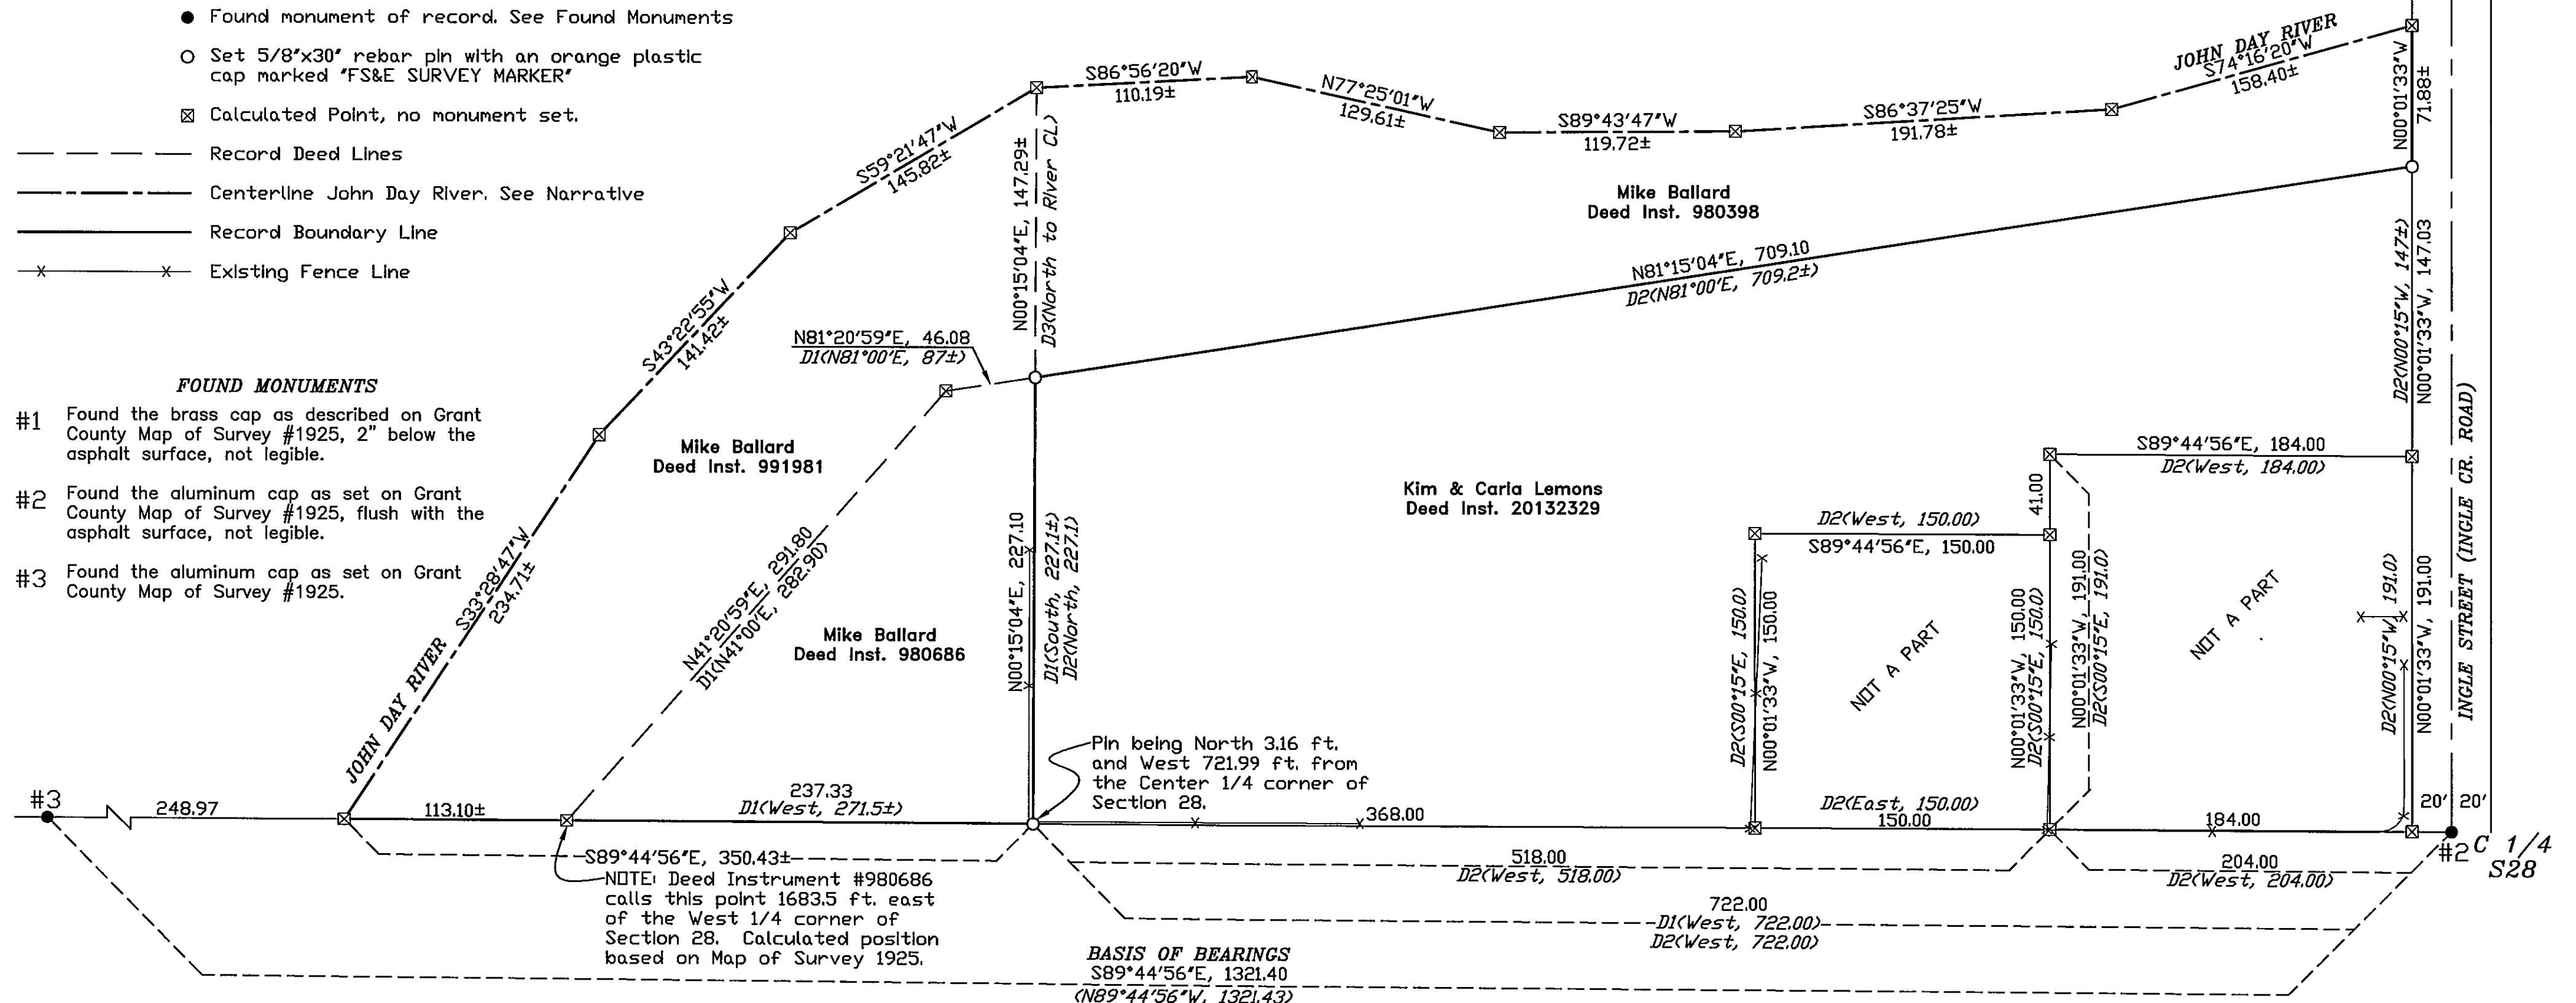 Found monument of record. See Found Monuments
Set 5/8"x30" rebar pin with an orange plastic
cap marked "FS&E SURVEY MARKER"
Calculated Point, no monument set.
Record Deed Lines
Centerline John Day River. See Narrative
Record Boundary Line
Existing Fence Line
FOUND MONUMENTS
#1 Found the brass cap as described on Grant
County Map of Survey #1925, 2" below the
asphalt surface, not legible.
#2 Found the aluminum cap as set on Grant
County Map of Survey #1925, flush with the
asphalt surface, not legible.
#3 Found the aluminum cap as set on Grant
County Map of Survey #1925.
JOHN DAY RIVER
S33°28'47"W
234.71±
S43°22'55"W
141.42±
S59°21'47"W
145.82±
S86°56'20"W
110.19±
N77°25'01"W
129.61±
S89°43'47"W
119.72±
S86°37'25"W
191.78±
JOHN DAY RIVER
S74°16'20"W
158.40±
N00°01'33"W
71.88±
N00°15'04"E, 147.29±
D3(North to River CL)
Mike Ballard
Deed Inst. 980398
N81°15'04"E, 709.10
D2(N81°00'E, 709.2±)
D2(N00°15'W, 147±)
N00°01'33"W, 147.03
N81°20'59"E, 46.08
D1(N81°00'E, 87±)
Mike Ballard
Deed Inst. 991981
N41°20'59"E, 291.80
D1(N41°00'E, 282.90)
Mike Ballard
Deed Inst. 980686
N00°15'04"E, 227.10
D1(South, 227.1±)
D2(North, 227.1)
Kim & Carla Lemons
Deed Inst. 20132329
S89°44'56"E, 184.00
D2(West, 184.00)
41.00
D2(West, 150.00)
S89°44'56"E, 150.00
D2(S00°15'E, 150.0)
N00°01'33"W, 150.00
NOT A PART
N00°01'33"W, 150.00
D2(S00°15'E, 150.0)
N00°01'33"W, 191.00
D2(S00°15'E, 191.0)
NOT A PART
D2(N00°15'W, 191.0)
N00°01'33"W, 191.00
INGLE STREET (INGLE CR. ROAD)
20' 20'
Pin being North 3.16 ft.
and West 721.99 ft. from
the Center 1/4 corner of
Section 28.
#3
248.97
113.10±
237.33
D1(West, 271.5±)
368.00
D2(East, 150.00)
150.00
184.00
#2 C 1/4
S28
S89°44'56"E, 350.43±
NOTE: Deed Instrument #980686
calls this point 1683.5 ft. east
of the West 1/4 corner of
Section 28. Calculated position
based on Map of Survey 1925.
518.00
D2(West, 518.00)
204.00
D2(West, 204.00)
722.00
D1(West, 722.00)
D2(West, 722.00)
BASIS OF BEARINGS
S89°44'56"E, 1321.40
(N89°44'56"W, 1321.43)